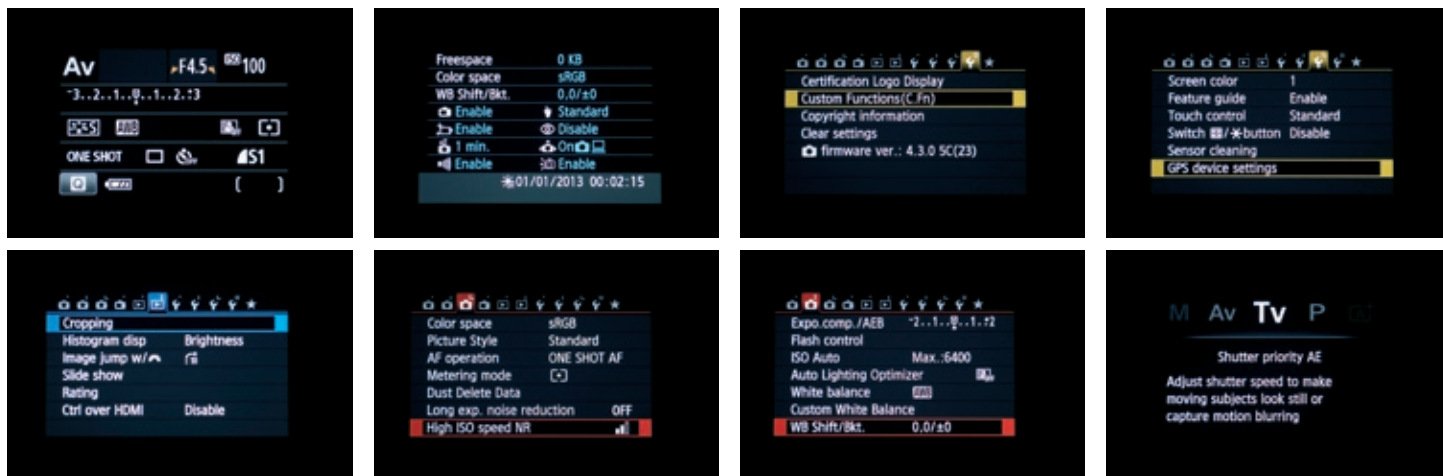 Av F4.5 ISO 100
-3..2..1..0..1..2.:3
AWB
ONE SHOT S1
Q [ ]
Freespace 0 KB
Color space sRGB
WB Shift/Bkt. 0.0/±0
Enable Standard
Enable Disable
1 min. On
Enable Enable
01/01/2013 00:02:15
Certification Logo Display
Custom Functions(C.Fn)
Copyright information
Clear settings
firmware ver.: 4.3.0 5C(23)
Screen color 1
Feature guide Enable
Touch control Standard
Switch / button Disable
Sensor cleaning
GPS device settings
Cropping
Histogram disp Brightness
Image jump w/
Slide show
Rating
Ctrl over HDMI Disable
Color space sRGB
Picture Style Standard
AF operation ONE SHOT AF
Metering mode
Dust Delete Data
Long exp. noise reduction OFF
High ISO speed NR
Expo.comp./AEB -2..1..0..1.:2
Flash control
ISO Auto Max.:6400
Auto Lighting Optimizer
White balance AWB
Custom White Balance
WB Shift/Bkt. 0.0/±0
M Av Tv P
Shutter priority AE
Adjust shutter speed to make
moving subjects look still or
capture motion blurring